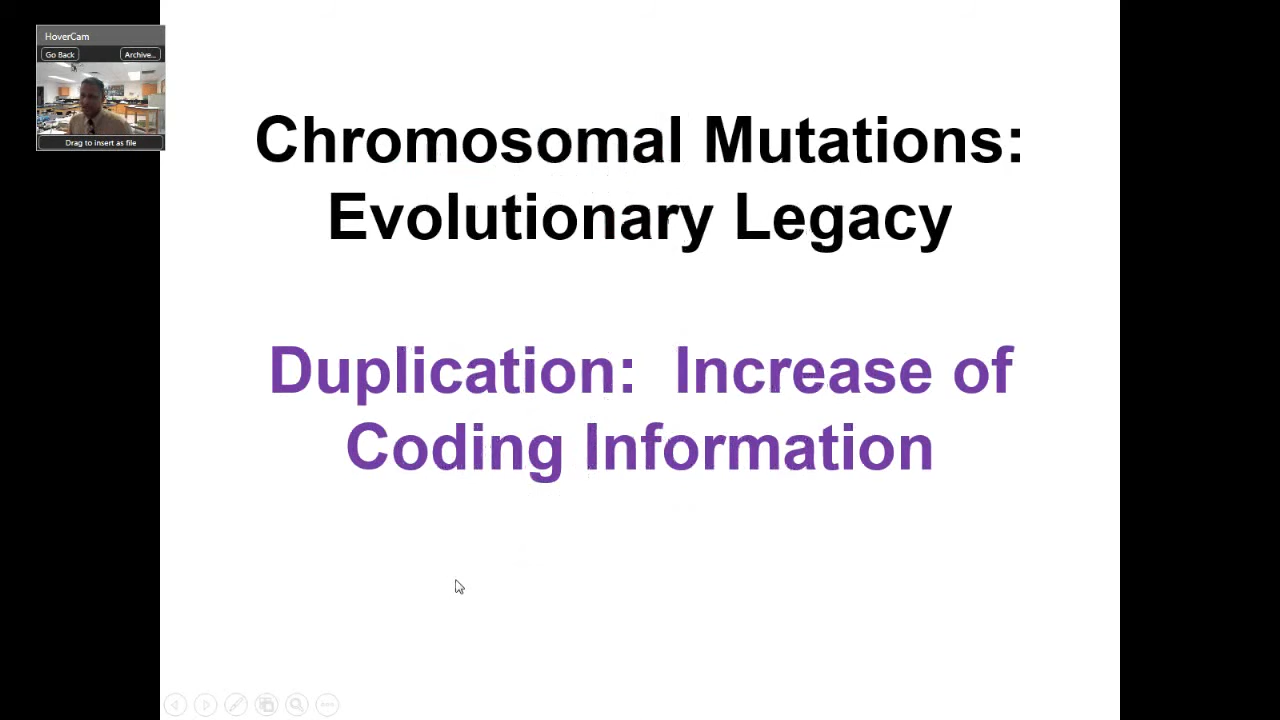 HoverCam
Go Back
Archive...
Drag to insert as file
Chromosomal Mutations:
Evolutionary Legacy
Duplication: Increase of
Coding Information